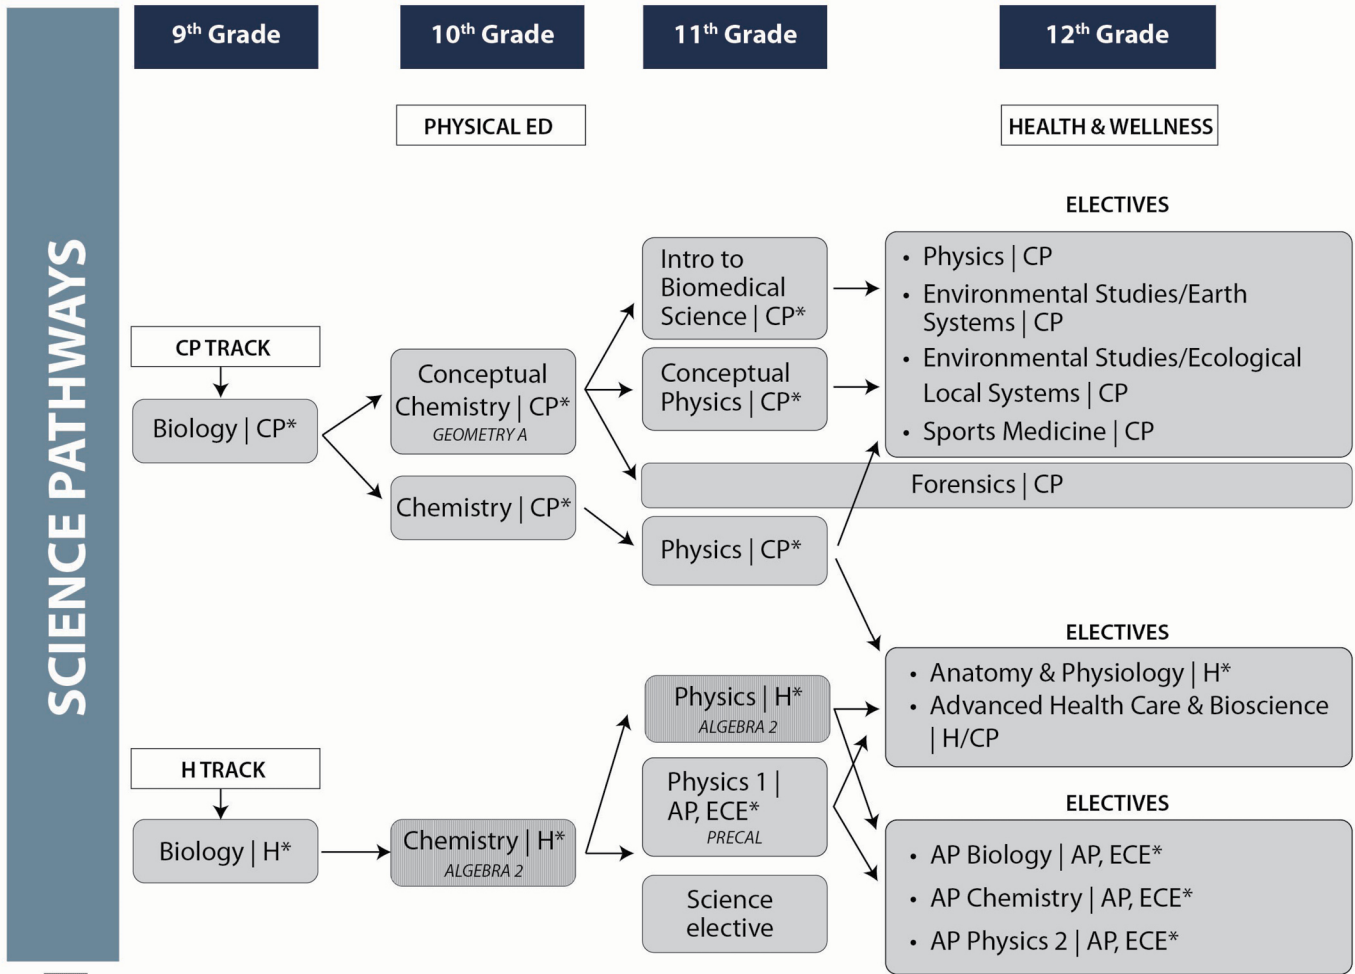 SCIENCE PATHWAYS
9th Grade
10th Grade
11th Grade
12th Grade
PHYSICAL ED
HEALTH & WELLNESS
CP TRACK
Biology | CP*
Conceptual
Chemistry | CP*
GEOMETRY A
Chemistry | CP*
Intro to
Biomedical
Science | CP*
Conceptual
Physics | CP*
Forensics | CP
Physics | CP*
ELECTIVES
• Physics | CP
• Environmental Studies/Earth
Systems | CP
• Environmental Studies/Ecological
Local Systems | CP
• Sports Medicine | CP
H TRACK
Biology | H*
Chemistry | H*
ALGEBRA 2
Physics | H*
ALGEBRA 2
Physics 1 |
AP, ECE*
PRECAL
Science
elective
ELECTIVES
• Anatomy & Physiology | H*
• Advanced Health Care & Bioscience
| H/CP
ELECTIVES
• AP Biology | AP, ECE*
• AP Chemistry | AP, ECE*
• AP Physics 2 | AP, ECE*